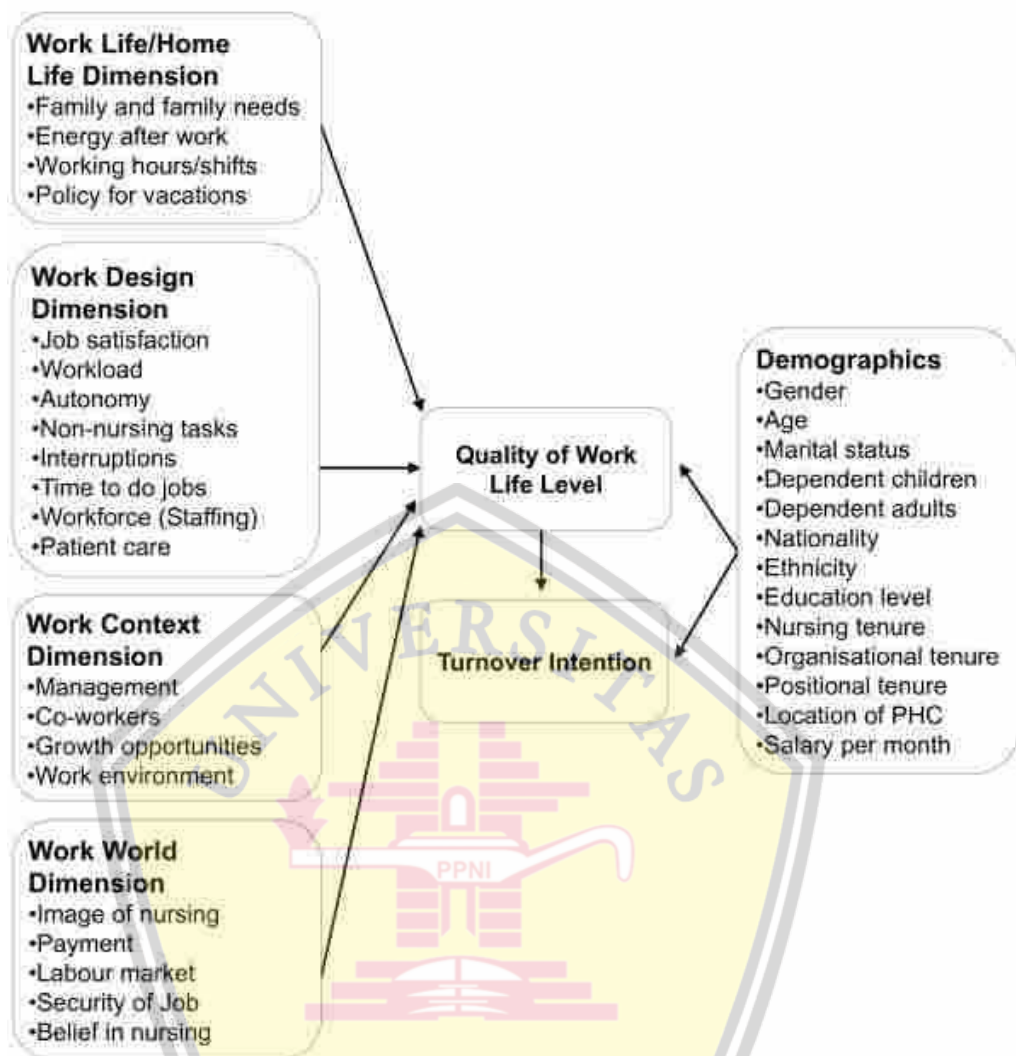 Work Life/Home
Life Dimension
•Family and family needs
•Energy after work
•Working hours/shifts
•Policy for vacations
Work Design
Dimension
•Job satisfaction
•Workload
•Autonomy
•Non-nursing tasks
•Interruptions
•Time to do jobs
•Workforce (Staffing)
•Patient care
Work Context
Dimension
•Management
•Co-workers
•Growth opportunities
•Work environment
Work World
Dimension
•Image of nursing
•Payment
•Labour market
•Security of Job
•Belief in nursing
Quality of Work
Life Level
Turnover Intention
Demographics
•Gender
•Age
•Marital status
•Dependent children
•Dependent adults
•Nationality
•Ethnicity
•Education level
•Nursing tenure
•Organisational tenure
•Positional tenure
•Location of PHC
•Salary per month
UNIVERSITAS
PPNI